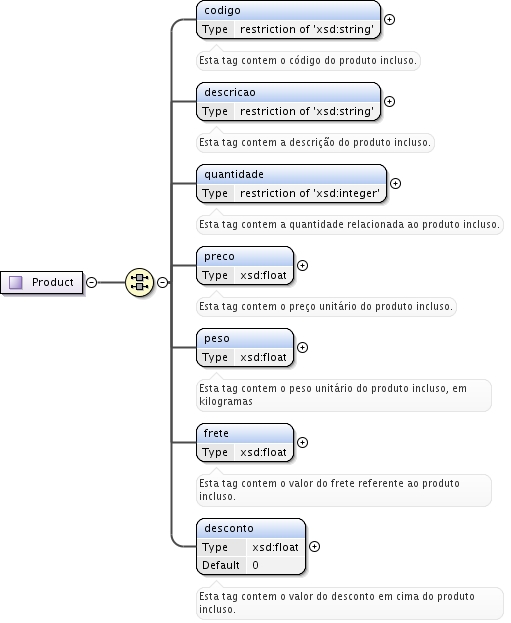 codigo
Type restriction of 'xsd:string'
Esta tag contem o código do produto incluso.
descricao
Type restriction of 'xsd:string'
Esta tag contem a descrição do produto incluso.
quantidade
Type restriction of 'xsd:integer'
Esta tag contem a quantidade relacionada ao produto incluso.
preco
Type xsd:float
Esta tag contem o preço unitário do produto incluso.
Product
peso
Type xsd:float
Esta tag contem o peso unitário do produto incluso, em
kilogramas
frete
Type xsd:float
Esta tag contem o valor do frete referente ao produto
incluso.
desconto
Type xsd:float
Default 0
Esta tag contem o valor do desconto em cima do produto
incluso.